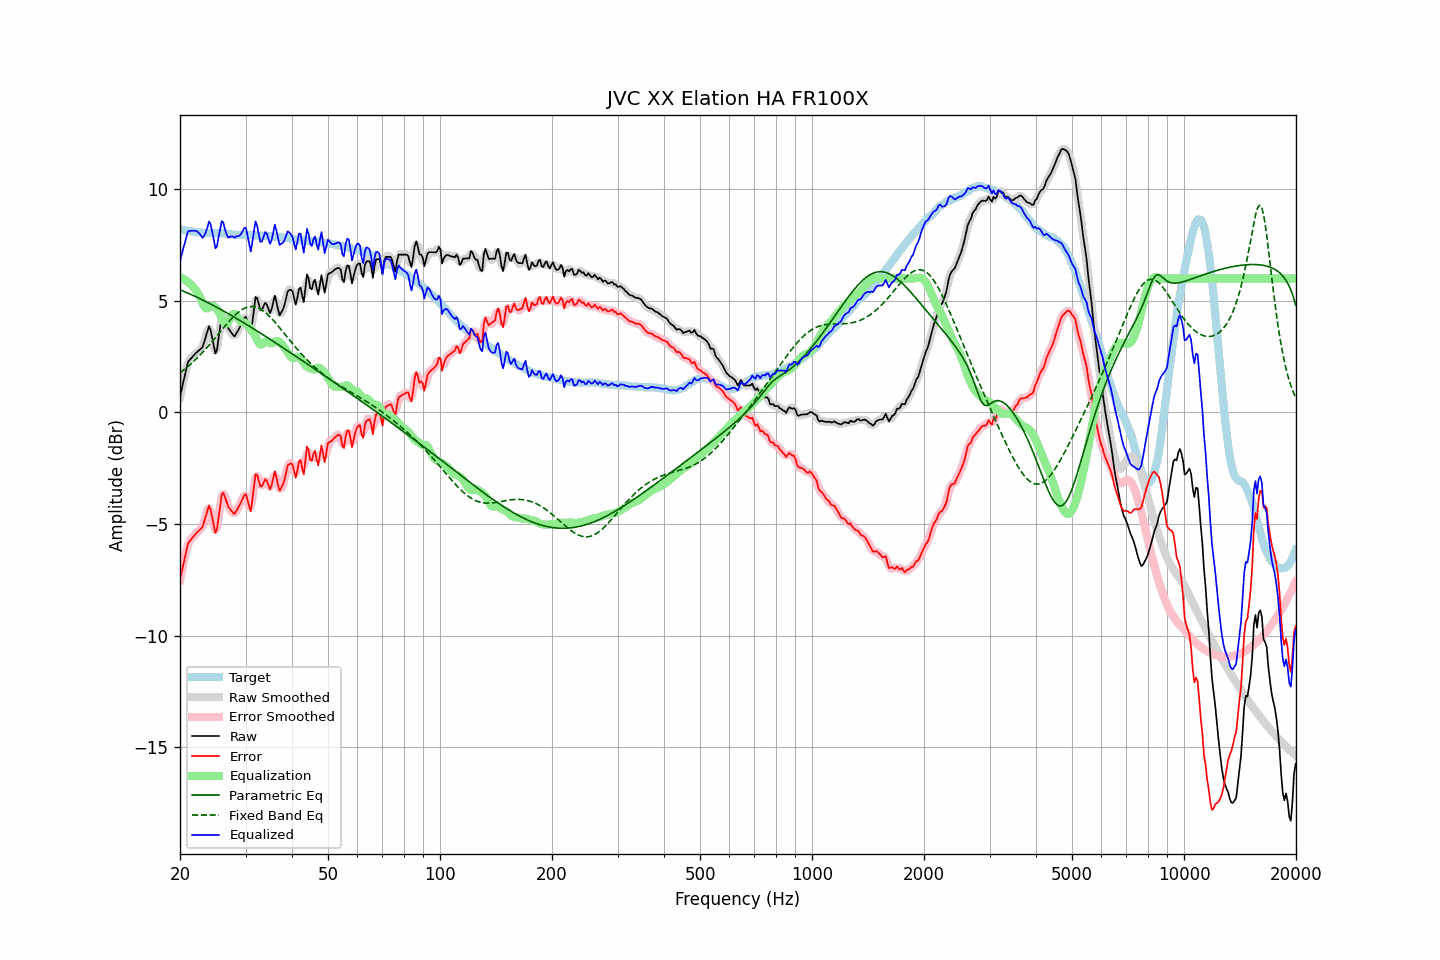 JVC XX Elation HA FR100X
Amplitude (dBr)
10
5
0
−5
−10
−15
Target
Raw Smoothed
Error Smoothed
Raw
Error
Equalization
Parametric Eq
Fixed Band Eq
Equalized
20 50 100 200 500 1000 2000 5000 10000 20000
Frequency (Hz)